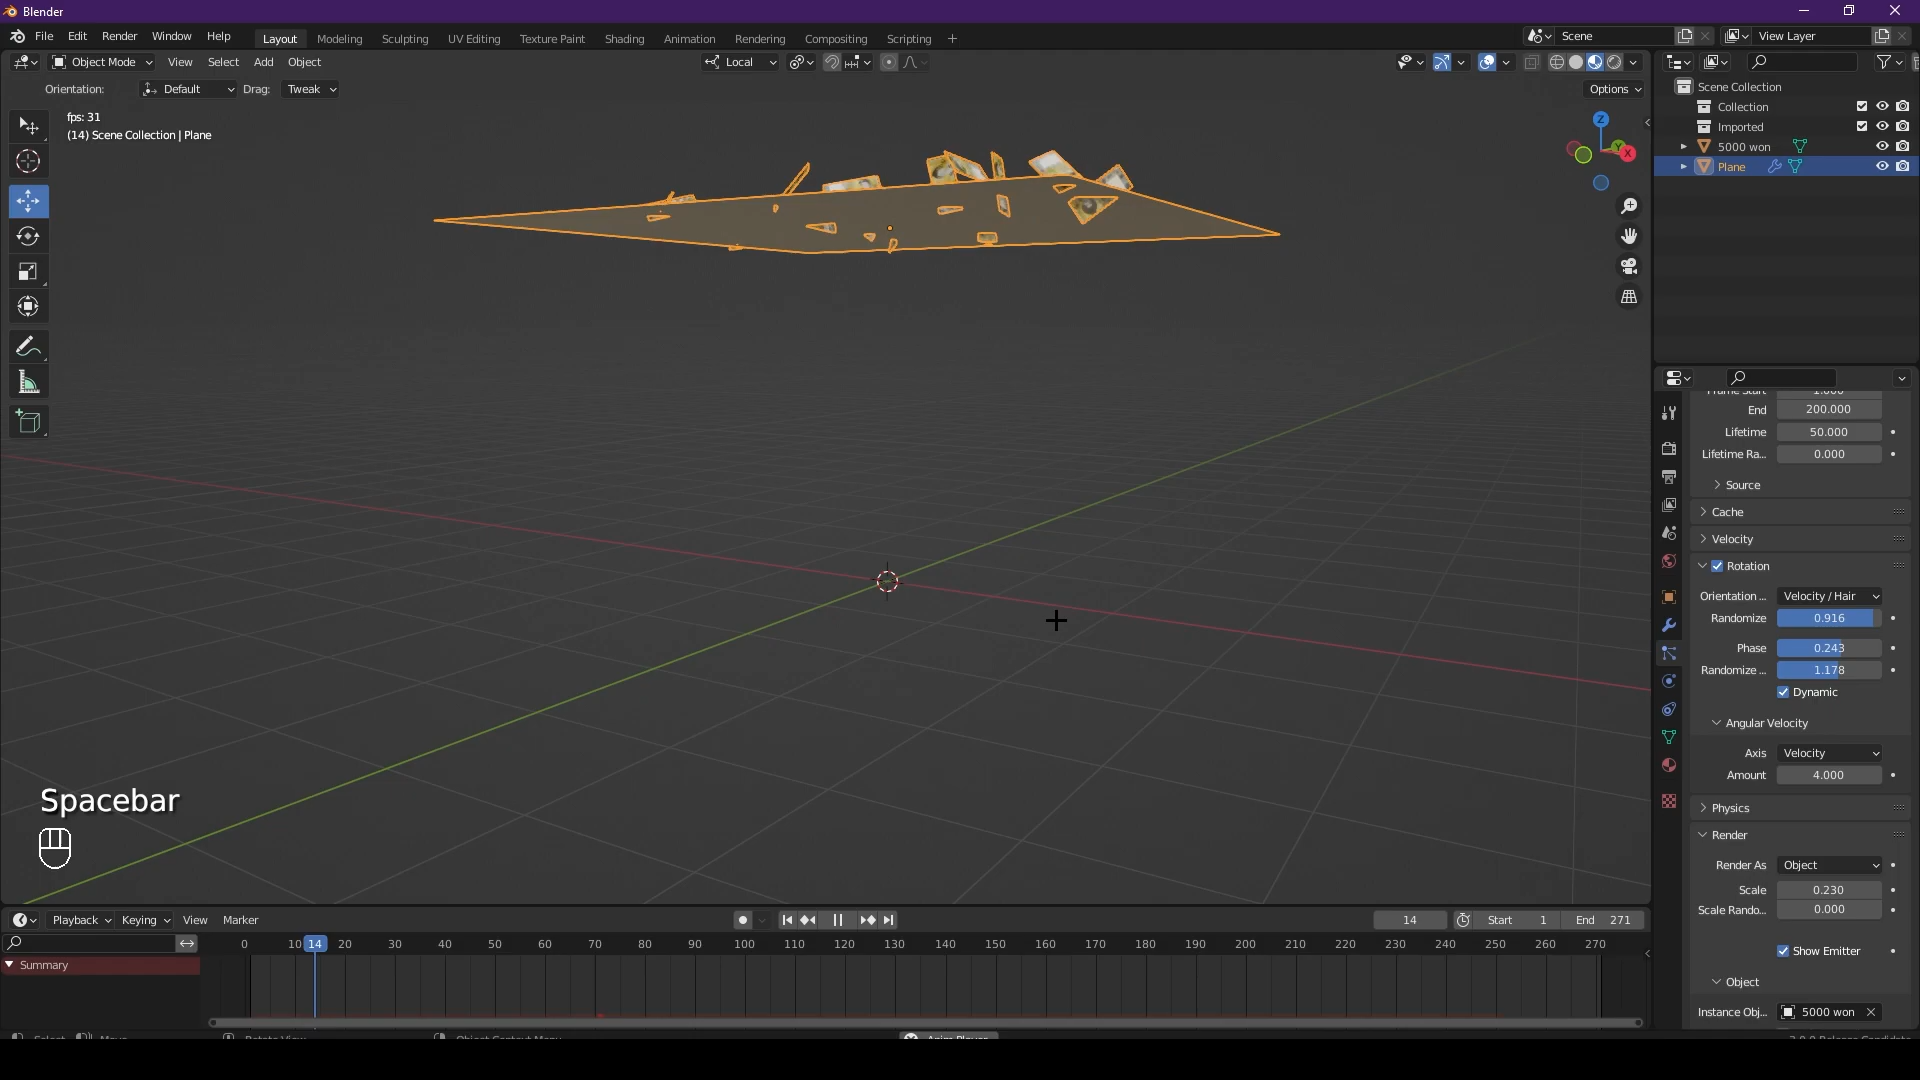 Blender
File Edit Render Window Help Layout Modeling Sculpting UV Editing Texture Paint Shading Animation Rendering Compositing Scripting Scene View Layer
Object Mode View Select Add Object Local
Orientation: Default Drag: Tweak Options
fps: 31
(14) Scene Collection | Plane
Z
Y
X
Scene Collection
Collection
Imported
5000 won
Plane
End 200.000
Lifetime 50.000
Lifetime Ra... 0.000
Source
Cache
Velocity
Rotation
Orientation ... Velocity / Hair
Randomize 0.916
Phase 0.243
Randomize ... 1.178
Dynamic
Angular Velocity
Axis Velocity
Amount 4.000
Physics
Render
Render As Object
Scale 0.230
Scale Rando... 0.000
Show Emitter
Object
Instance Obj... 5000 won
Spacebar
Playback Keying View Marker 14 Start 1 End 271
0 10 14 20 30 40 50 60 70 80 90 100 110 120 130 140 150 160 170 180 190 200 210 220 230 240 250 260 270
Summary